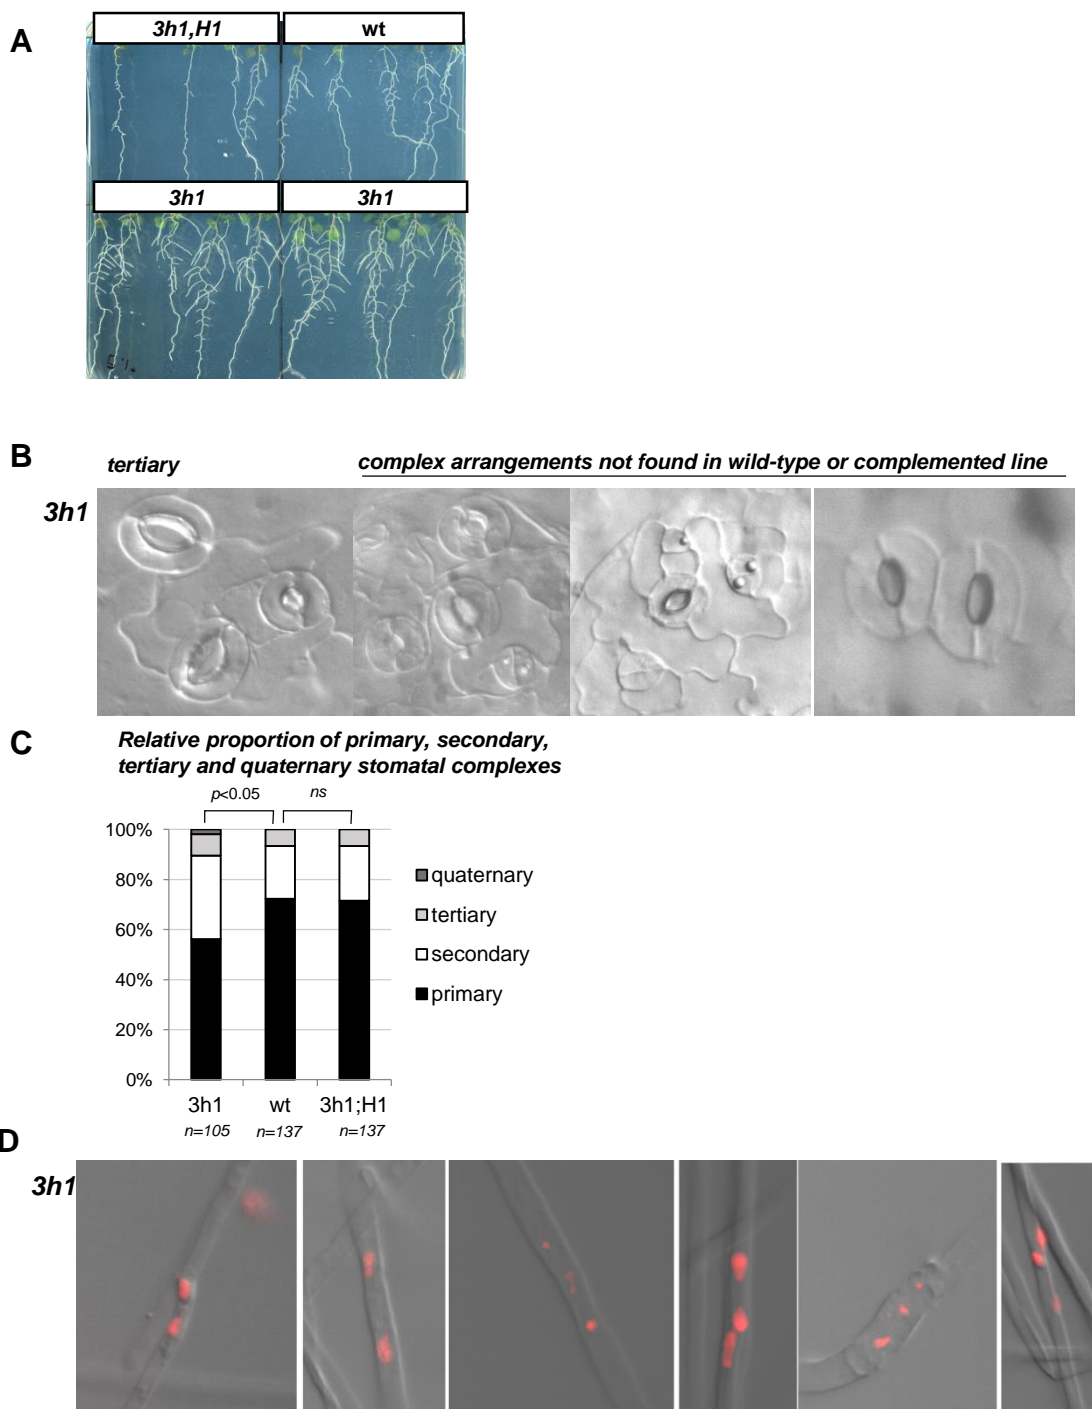 A
3h1,H1
wt
3h1
3h1
B
tertiary
complex arrangements not found in wild-type or complemented line
3h1
C
Relative proportion of primary, secondary,
tertiary and quaternary stomatal complexes
p<0.05
ns
100%
80%
60%
40%
20%
0%
quaternary
tertiary
secondary
primary
3h1
wt
3h1;H1
n=105
n=137
n=137
D
3h1